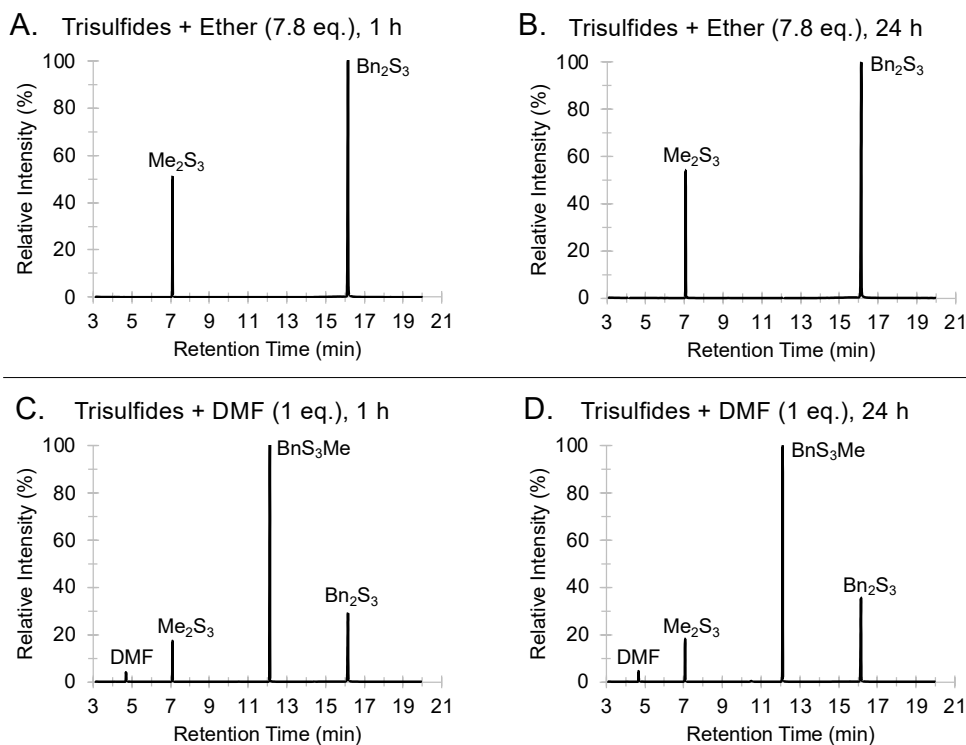 A. Trisulfides + Ether (7.8 eq.), 1 h
Relative Intensity (%)
100
80
60
40
20
0
Me₂S₃
Bn₂S₃
3 5 7 9 11 13 15 17 19 21
Retention Time (min)
B. Trisulfides + Ether (7.8 eq.), 24 h
Relative Intensity (%)
100
80
60
40
20
0
Me₂S₃
Bn₂S₃
3 5 7 9 11 13 15 17 19 21
Retention Time (min)
C. Trisulfides + DMF (1 eq.), 1 h
Relative Intensity (%)
100
80
60
40
20
0
DMF
Me₂S₃
BnS₃Me
Bn₂S₃
3 5 7 9 11 13 15 17 19 21
Retention Time (min)
D. Trisulfides + DMF (1 eq.), 24 h
Relative Intensity (%)
100
80
60
40
20
0
DMF
Me₂S₃
BnS₃Me
Bn₂S₃
3 5 7 9 11 13 15 17 19 21
Retention Time (min)